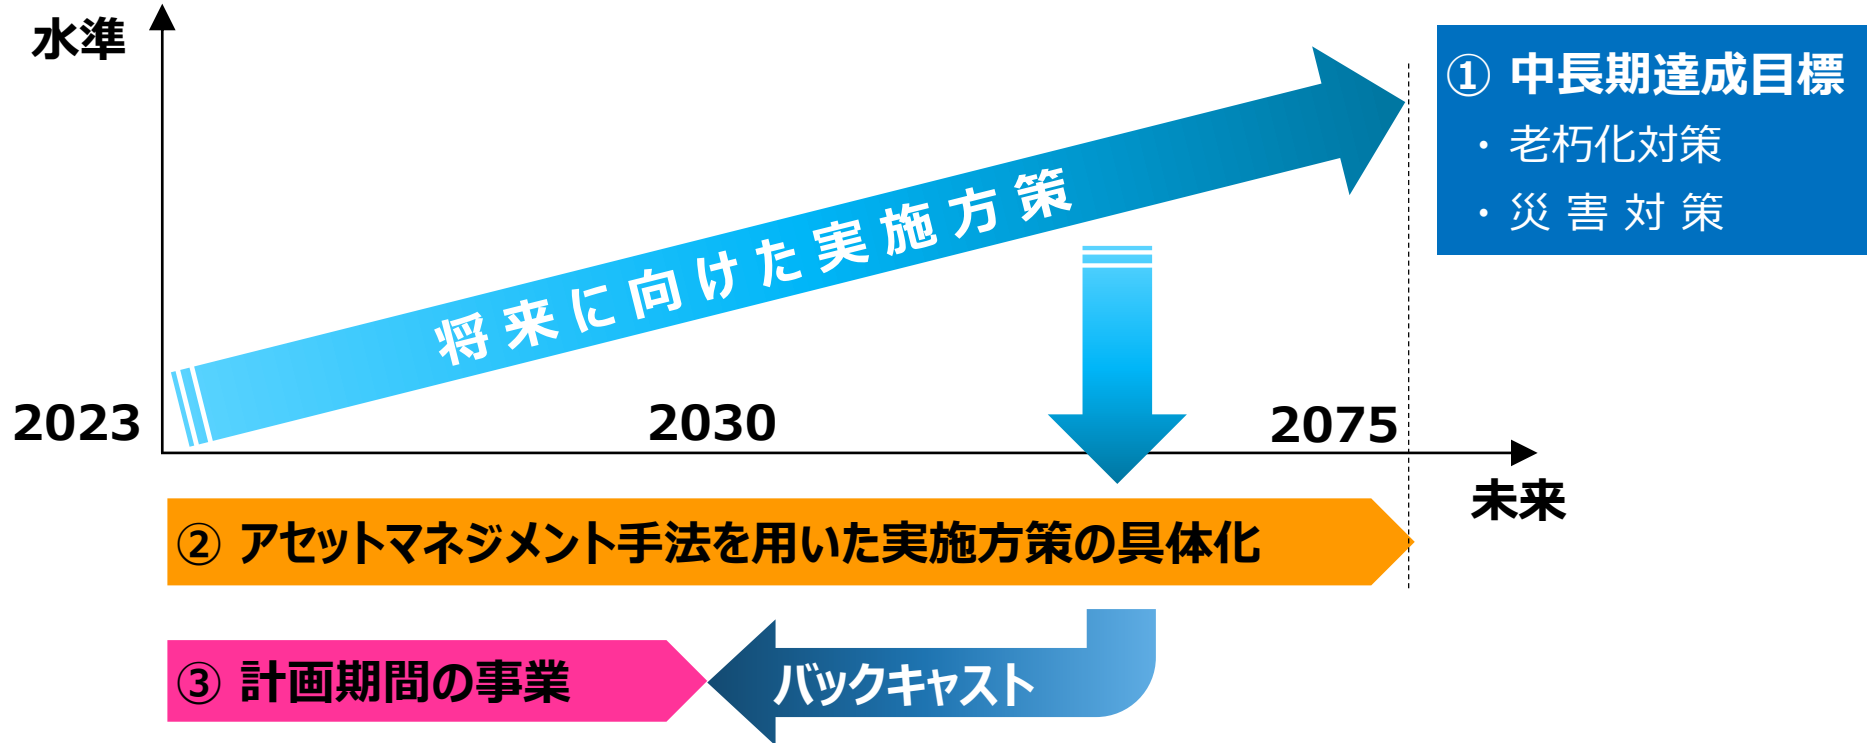 水準
① 中長期達成目標
・ 老朽化対策
・ 災 害 対 策
将来に向けた実施方策
2023
2030
2075
未来
② アセットマネジメント手法を用いた実施方策の具体化
③ 計画期間の事業
バックキャスト